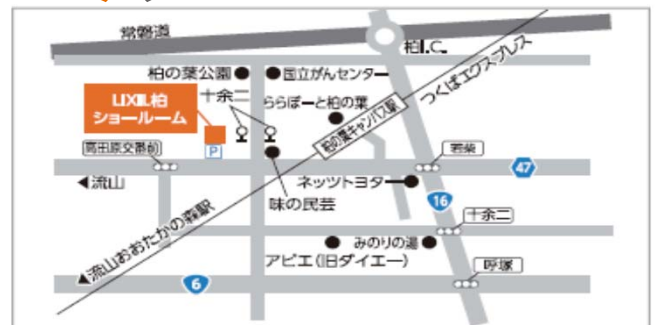 常磐道
柏I.C.
柏の葉公園
国立がんセンター
つくばエクスプレス
LIXIL柏
ショールーム
十余二
ららぽーと柏の葉
柏の葉キャンパス駅
P
高田原交番前
若柴
47
◀流山
味の民芸
ネッツトヨタ
16
十余二
▲流山おおたかの森駅
みのりの湯
アピエ(旧ダイエー)
呼塚
6